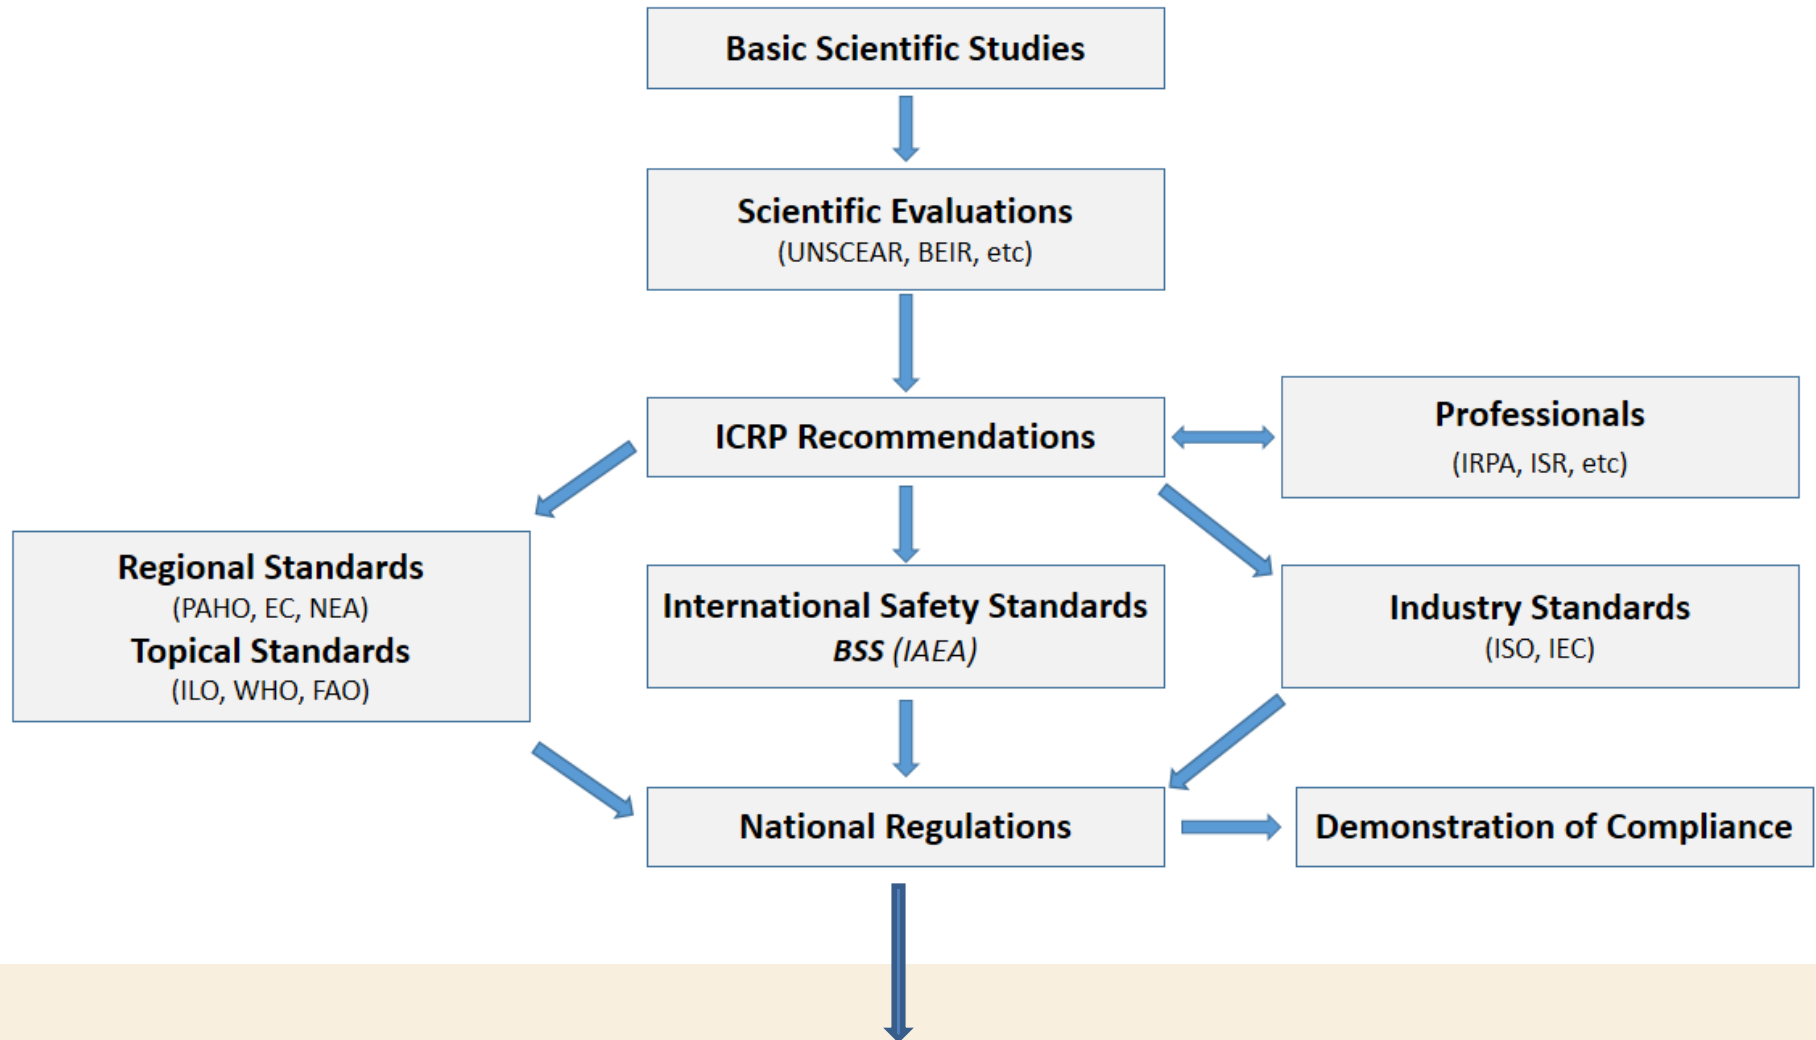 Basic Scientific Studies
Scientific Evaluations
(UNSCEAR, BEIR, etc)
ICRP Recommendations
Professionals
(IRPA, ISR, etc)
Regional Standards
(PAHO, EC, NEA)
Topical Standards
(ILO, WHO, FAO)
International Safety Standards
BSS (IAEA)
Industry Standards
(ISO, IEC)
National Regulations
Demonstration of Compliance